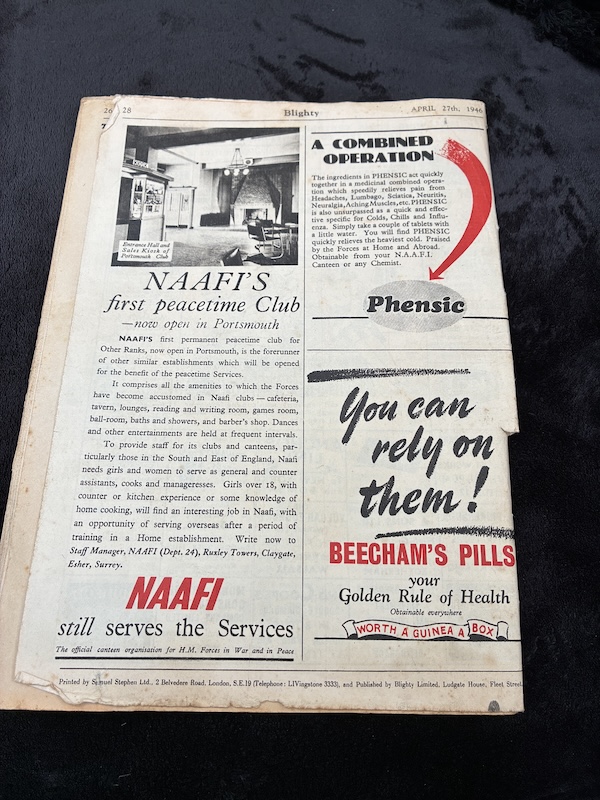 26 28
Blighty
APRIL 27th, 1946
7
Entrance Hall and
Sales Kiosk of
Portsmouth Club
NAAFI'S
first peacetime Club
—now open in Portsmouth
NAAFI'S first permanent peacetime club for
Other Ranks, now open in Portsmouth, is the forerunner
of other similar establishments which will be opened
for the benefit of the peacetime Services.
It comprises all the amenities to which the Forces
have become accustomed in Naafi clubs — cafeteria,
tavern, lounges, reading and writing room, games room,
ball-room, baths and showers, and barber's shop. Dances
and other entertainments are held at frequent intervals.
To provide staff for its clubs and canteens, par-
ticularly those in the South and East of England, Naafi
needs girls and women to serve as general and counter
assistants, cooks and manageresses. Girls over 18, with
counter or kitchen experience or some knowledge of
home cooking, will find an interesting job in Naafi, with
an opportunity of serving overseas after a period of
training in a Home establishment. Write now to
Staff Manager, NAAFI (Dept. 24), Ruxley Towers, Claygate,
Esher, Surrey.
NAAFI
still serves the Services
The official canteen organisation for H.M. Forces in War and in Peace
A COMBINED
OPERATION
The ingredients in PHENSIC act quickly
together in a medicinal combined opera-
tion which speedily relieves pain from
Headaches, Lumbago, Sciatica, Neuritis,
Neuralgia, Aching Muscles, etc. PHENSIC
is also unsurpassed as a quick and effec-
tive specific for Colds, Chills and Influ-
enza. Simply take a couple of tablets with
a little water. You will find PHENSIC
quickly relieves the heaviest cold. Praised
by the Forces at Home and Abroad.
Obtainable from your N.A.A.F.I.
Canteen or any Chemist.
Phensic
You can
rely on
them!
BEECHAM'S PILLS
your
Golden Rule of Health
Obtainable everywhere
WORTH A GUINEA A BOX
Printed by Samuel Stephen Ltd., 2 Belvedere Road, London, S.E.19 (Telephone: LIVingstone 3333), and Published by Blighty Limited, Ludgate House, Fleet Street,